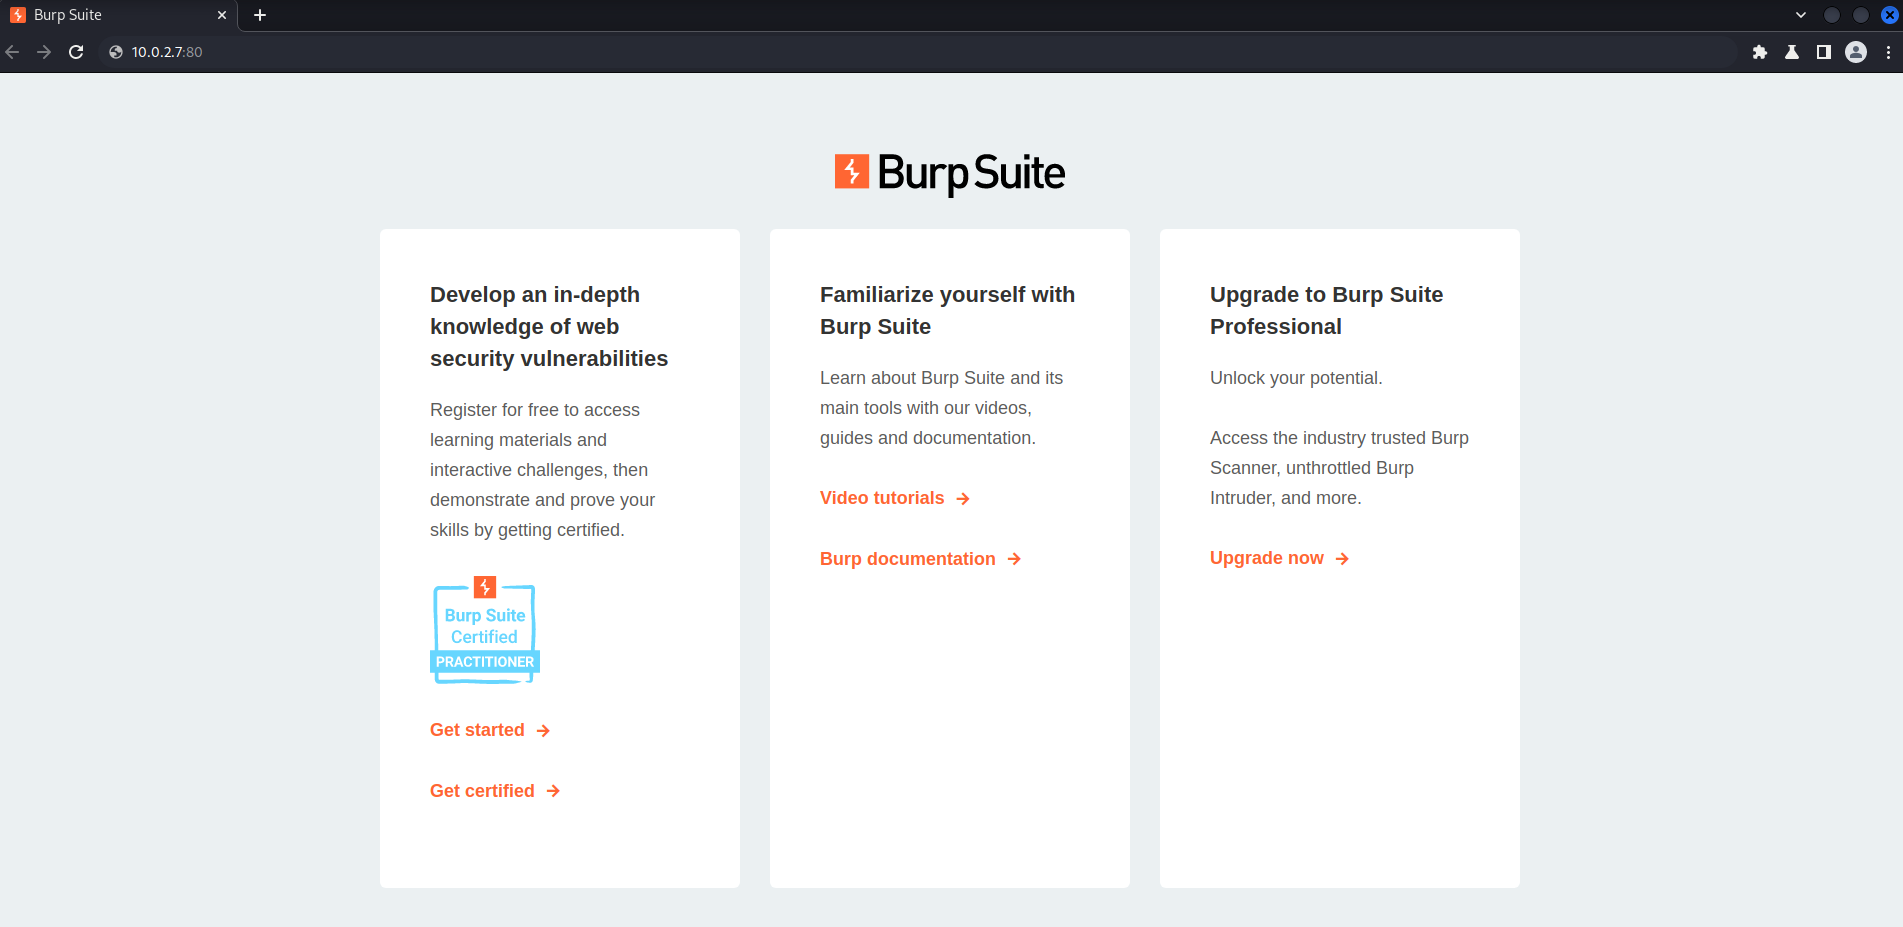 Burp Suite
10.0.2.7:80
Burp Suite
Develop an in-depth
knowledge of web
security vulnerabilities
Register for free to access
learning materials and
interactive challenges, then
demonstrate and prove your
skills by getting certified.
Burp Suite
Certified
PRACTITIONER
Get started
Get certified
Familiarize yourself with
Burp Suite
Learn about Burp Suite and its
main tools with our videos,
guides and documentation.
Video tutorials
Burp documentation
Upgrade to Burp Suite
Professional
Unlock your potential.
Access the industry trusted Burp
Scanner, unthrottled Burp
Intruder, and more.
Upgrade now